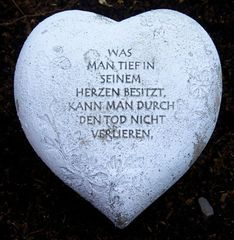 WAS
MAN TIEF IN
SEINEM
HERZEN BESITZT,
KANN MAN DURCH
DEN TOD NICHT
VERLIEREN.